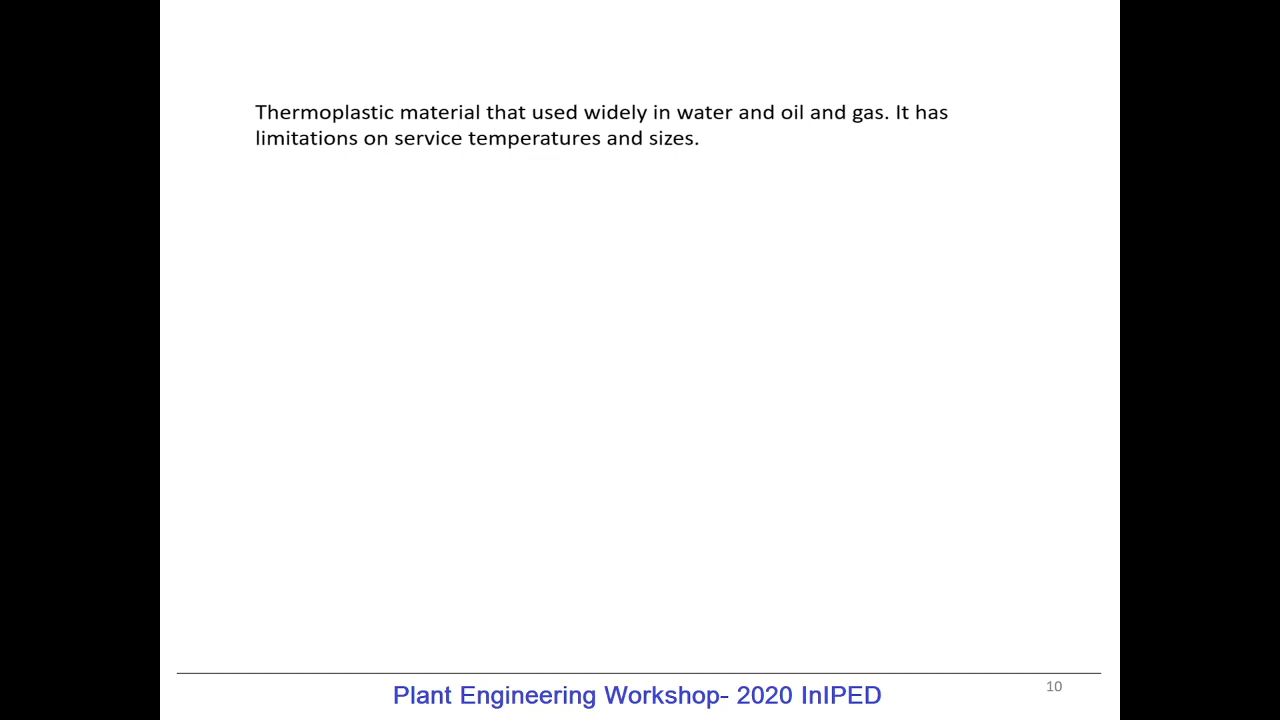 Thermoplastic material that used widely in water and oil and gas. It has
limitations on service temperatures and sizes.
Plant Engineering Workshop- 2020 InIPED
10